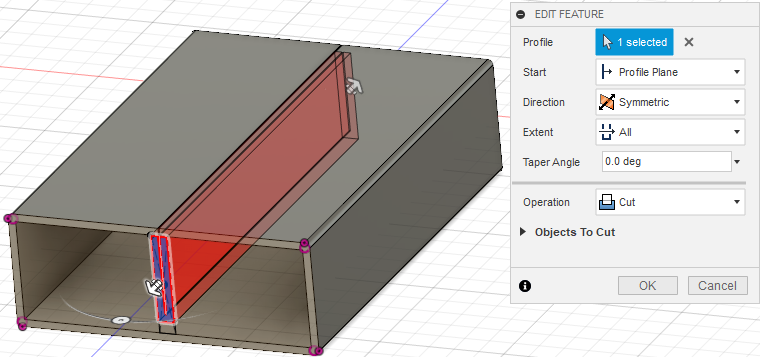 EDIT FEATURE
Profile 1 selected
Start Profile Plane
Direction Symmetric
Extent All
Taper Angle 0.0 deg
Operation Cut
Objects To Cut
OK Cancel